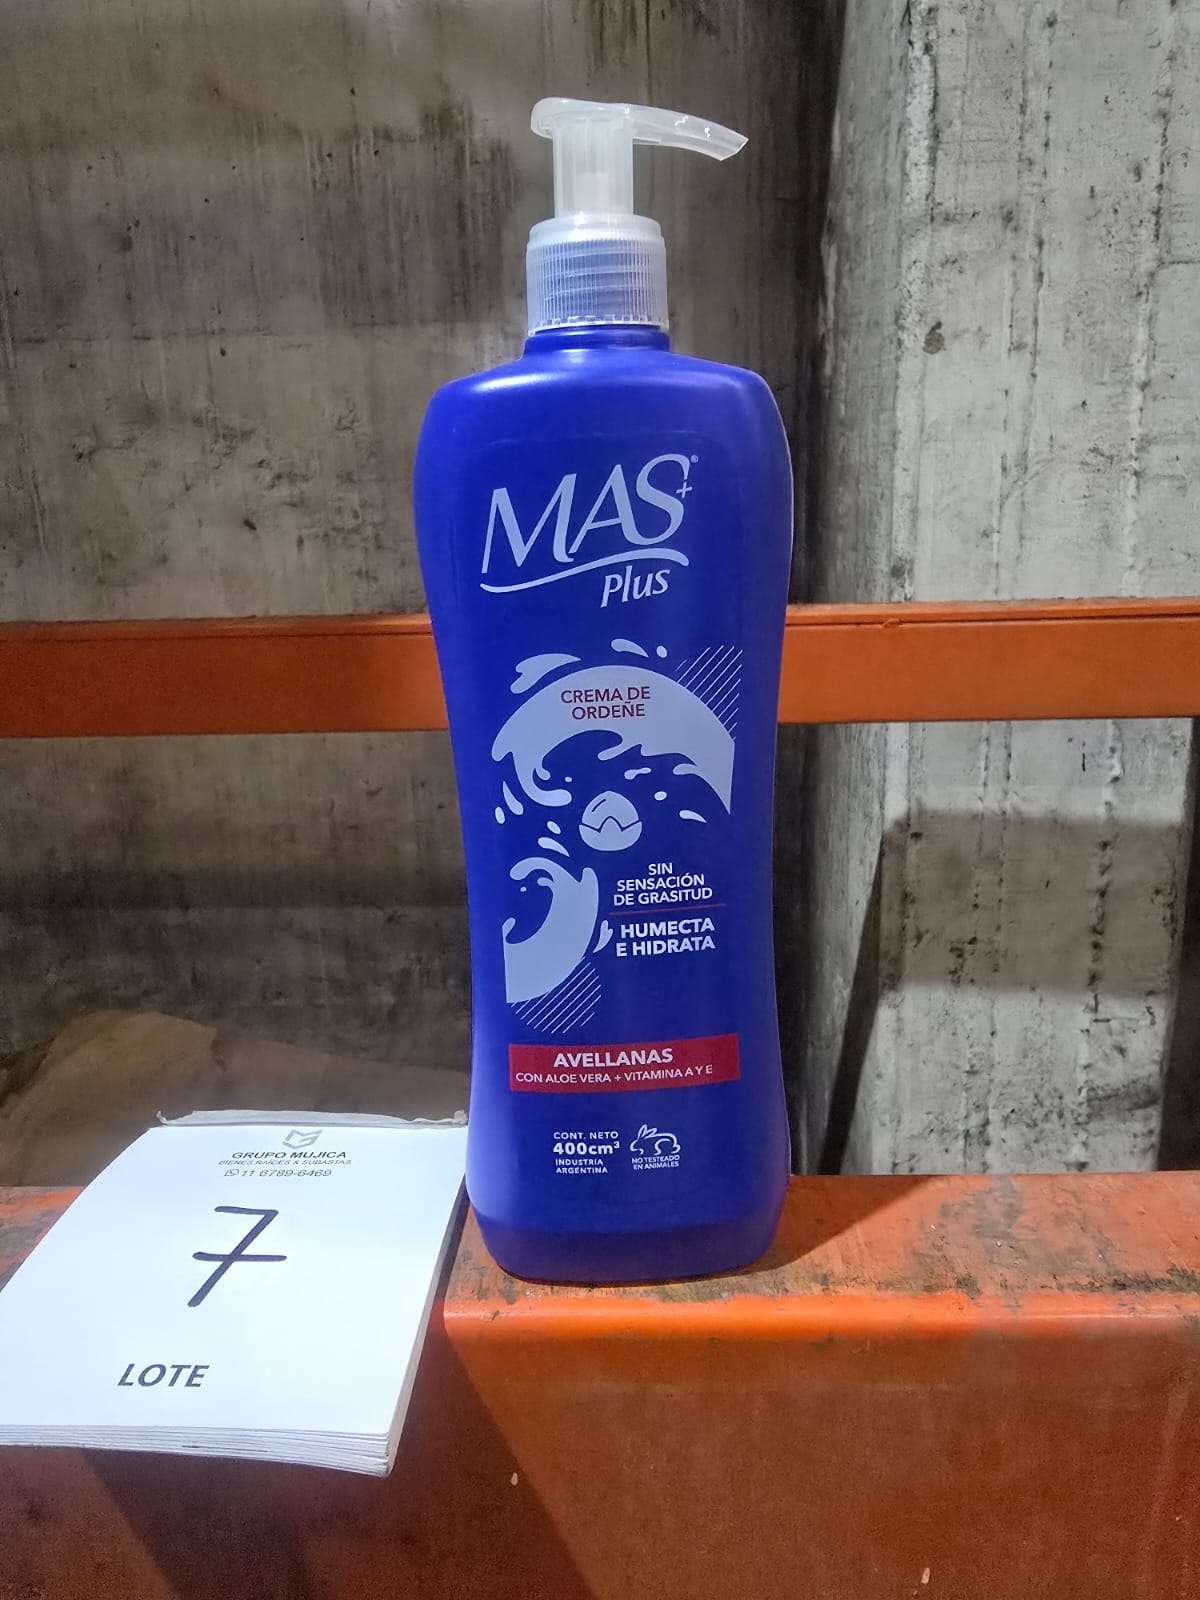 MAS+®
Plus
CREMA DE
ORDEÑE
SIN
SENSACIÓN
DE GRASITUD
HUMECTA
E HIDRATA
AVELLANAS
CON ALOE VERA + VITAMINA A Y E
CONT. NETO
400cm³
INDUSTRIA
ARGENTINA
NO TESTEADO
EN ANIMALES
GRUPO MUJICA
BIENES RAÍCES & SUBASTAS
11 6789-6469
7
LOTE